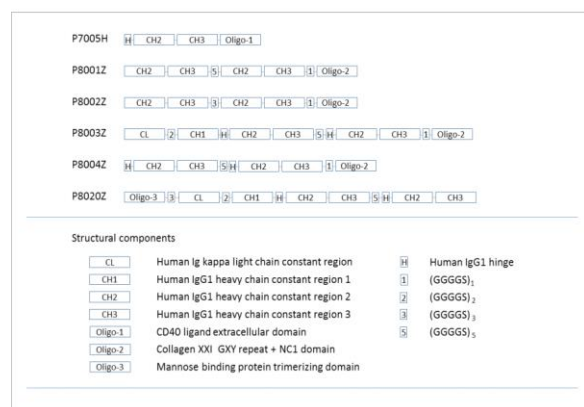 P7005H H CH2 CH3 Oligo-1
P8001Z CH2 CH3 5 CH2 CH3 1 Oligo-2
P8002Z CH2 CH3 3 CH2 CH3 1 Oligo-2
P8003Z CL 2 CH1 H CH2 CH3 5 H CH2 CH3 1 Oligo-2
P8004Z H CH2 CH3 5 H CH2 CH3 1 Oligo-2
P8020Z Oligo-3 3 CL 2 CH1 H CH2 CH3 5 H CH2 CH3
Structural components
CL Human Ig kappa light chain constant region H Human IgG1 hinge
CH1 Human IgG1 heavy chain constant region 1 1 (GGGGS)1
CH2 Human IgG1 heavy chain constant region 2 2 (GGGGS)2
CH3 Human IgG1 heavy chain constant region 3 3 (GGGGS)3
Oligo-1 CD40 ligand extracellular domain 5 (GGGGS)5
Oligo-2 Collagen XXI GXY repeat + NC1 domain
Oligo-3 Mannose binding protein trimerizing domain